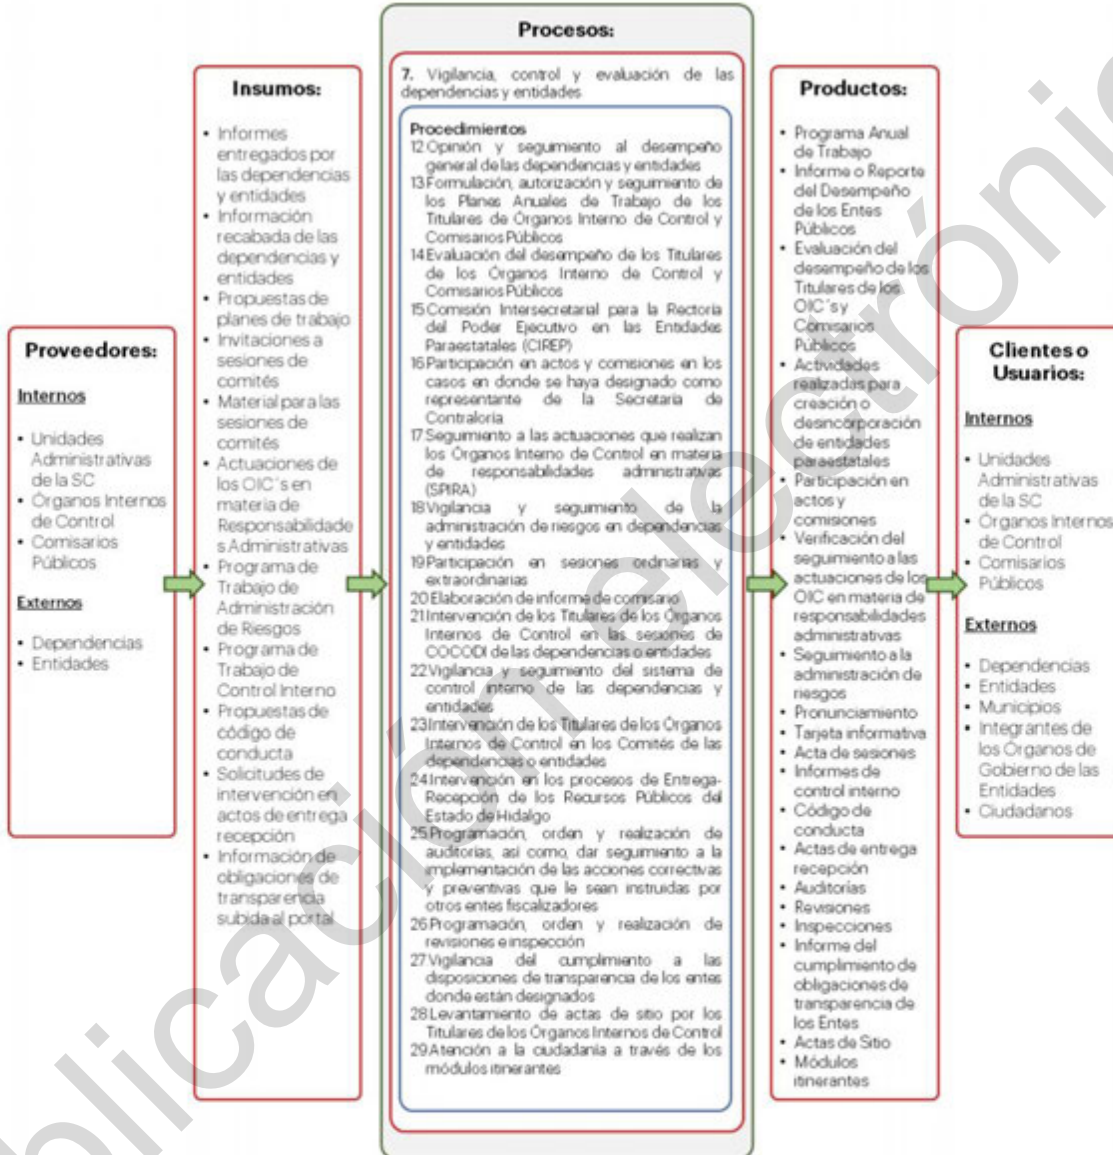 Proveedores:
Internos
• Unidades
Administrativas
de la SC
• Órganos Internos
de Control
• Comisarios
Públicos
Externos
• Dependencias
• Entidades
Insumos:
• Informes
entregados por
las dependencias
y entidades
• Información
recabada de las
dependencias y
entidades
• Propuestas de
planes de trabajo
• Invitaciones a
sesiones de
comités
• Material para las
sesiones de
comités
• Actuaciones de
los OIC´s en
materia de
Responsabilidade
s Administrativas
• Programa de
Trabajo de
Administración
de Riesgos
• Programa de
Trabajo de
Control Interno
• Propuestas de
código de
conducta
• Solicitudes de
intervención en
actos de entrega
recepción
• Información de
obligaciones de
transparencia
subida al portal
Procesos:
7. Vigilancia, control y evaluación de las
dependencias y entidades
Procedimientos
12 Opinión y seguimiento al desempeño
general de las dependencias y entidades
13 Formulación, autorización y seguimiento de
los Planes Anuales de Trabajo de los
Titulares de Órganos Interno de Control y
Comisarios Públicos
14 Evaluación del desempeño de los Titulares
de los Órganos Interno de Control y
Comisarios Públicos
15 Comisión Intersecretarial para la Rectoría
del Poder Ejecutivo en las Entidades
Paraestatales (CIREP)
16 Participación en actos y comisiones en los
casos en donde se haya designado como
representante de la Secretaría de
Contraloría
17 Seguimiento a las actuaciones que realizan
los Órganos Interno de Control en materia
de responsabilidades administrativas
(SPIRA)
18 Vigilancia y seguimiento de la
administración de riesgos en dependencias
y entidades
19 Participación en sesiones ordinarias y
extraordinarias
20 Elaboración de informe de comisario
21 Intervención de los Titulares de los Órganos
Internos de Control en las sesiones de
COCODI de las dependencias o entidades
22 Vigilancia y seguimiento del sistema de
control interno de las dependencias y
entidades
23 Intervención de los Titulares de los Órganos
Internos de Control en los Comités de las
dependencias o entidades
24 Intervención en los procesos de Entrega-
Recepción de los Recursos Públicos del
Estado de Hidalgo
25 Programación, orden y realización de
auditorías, así como, dar seguimiento a la
implementación de las acciones correctivas
y preventivas que le sean instruidas por
otros entes fiscalizadores
26 Programación, orden y realización de
revisiones e inspección
27 Vigilancia del cumplimiento a las
disposiciones de transparencia de los entes
donde están designados
28 Levantamiento de actas de sitio por los
Titulares de los Órganos Internos de Control
29 Atención a la ciudadanía a través de los
módulos itinerantes
Productos:
• Programa Anual
de Trabajo
• Informe o Reporte
del Desempeño
de los Entes
Públicos
• Evaluación del
desempeño de los
Titulares de los
OIC´s y
Comisarios
Públicos
• Actividades
realizadas para
creación o
desincorporación
de entidades
paraestatales
• Participación en
actos y
comisiones
• Verificación del
seguimiento a las
actuaciones de los
OIC en materia de
responsabilidades
administrativas
• Seguimiento a la
administración de
riesgos
• Pronunciamiento
• Tarjeta informativa
• Acta de sesiones
• Informes de
control interno
• Código de
conducta
• Actas de entrega
recepción
• Auditorías
• Revisiones
• Inspecciones
• Informe del
cumplimiento de
obligaciones de
transparencia de
los Entes
• Actas de Sitio
• Módulos
itinerantes
Clientes o
Usuarios:
Internos
• Unidades
Administrativas
de la SC
• Órganos Internos
de Control
• Comisarios
Públicos
Externos
• Dependencias
• Entidades
• Municipios
• Integrantes de
los Órganos de
Gobierno de las
Entidades
• Ciudadanos
blicación electrónic